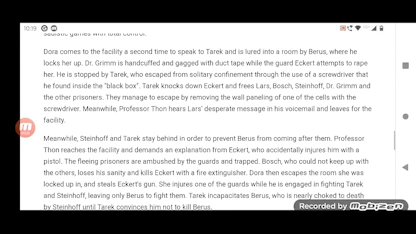 10:19
sadistic games with total control.
Dora comes to the facility a second time to speak to Tarek and is lured into a room by Berus, where he
locks her up. Dr. Grimm is handcuffed and gagged with duct tape while the guard Eckert attempts to rape
her. He is stopped by Tarek, who escaped from solitary confinement through the use of a screwdriver that
he found inside the "black box". Tarek knocks down Eckert and frees Lars, Bosch, Steinhoff, Dr. Grimm and
the other prisoners. They manage to escape by removing the wall paneling of one of the cells with the
screwdriver. Meanwhile, Professor Thon hears Lars' desperate message in his voicemail and leaves for the
facility.
Meanwhile, Steinhoff and Tarek stay behind in order to prevent Berus from coming after them. Professor
Thon reaches the facility and demands an explanation from Eckert, who accidentally injures him with a
pistol. The fleeing prisoners are ambushed by the guards and trapped. Bosch, who could not keep up with
the others, loses his sanity and kills Eckert with a fire extinguisher. Dora then escapes the room she was
locked up in, and steals Eckert's gun. She injures one of the guards while he is engaged in fighting Tarek
and Steinhoff, leaving only Berus to fight them. Tarek incapacitates Berus, who is nearly choked to death
by Steinhoff until Tarek convinces him not to kill Berus.
Recorded by MOBIZEN